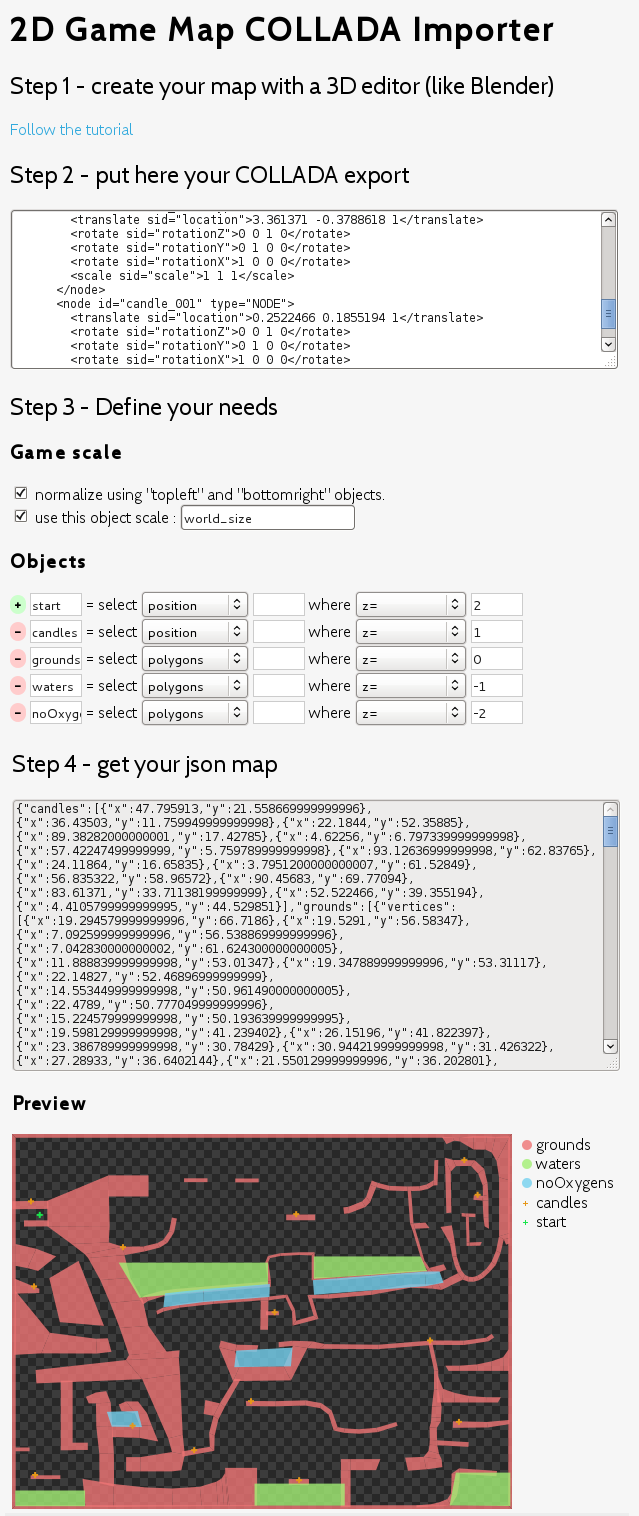 2D Game Map COLLADA Importer
Step 1 - create your map with a 3D editor (like Blender)
Follow the tutorial
Step 2 - put here your COLLADA export
<translate sid="location">3.361371 -0.3788618 1</translate>
<rotate sid="rotationZ">0 0 1 0</rotate>
<rotate sid="rotationY">0 1 0 0</rotate>
<rotate sid="rotationX">1 0 0 0</rotate>
<scale sid="scale">1 1 1</scale>
</node>
<node id="candle_001" type="NODE">
<translate sid="location">0.2522466 0.1855194 1</translate>
<rotate sid="rotationZ">0 0 1 0</rotate>
<rotate sid="rotationY">0 1 0 0</rotate>
<rotate sid="rotationX">1 0 0 0</rotate>
Step 3 - Define your needs
Game scale
normalize using "topleft" and "bottomright" objects.
use this object scale : world_size
Objects
+ start = select position where z= 2
- candles = select position where z= 1
- grounds = select polygons where z= 0
- waters = select polygons where z= -1
- noOxyg = select polygons where z= -2
Step 4 - get your json map
{"candles":[{"x":47.795913,"y":21.558669999999996},
{"x":36.43503,"y":11.759949999999998},{"x":22.1844,"y":52.35885},
{"x":89.38282000000001,"y":17.42785},{"x":4.62256,"y":6.797339999999998},
{"x":57.42247499999999,"y":5.759789999999998},{"x":93.12636999999998,"y":62.83765},
{"x":24.11864,"y":16.65835},{"x":3.7951200000000007,"y":61.52849},
{"x":56.835322,"y":58.96572},{"x":90.45683,"y":69.77094},
{"x":83.61371,"y":33.71138199999999},{"x":52.522466,"y":39.355194},
{"x":4.410579999999995,"y":44.529851}],"grounds":[{"vertices":
[{"x":19.294579999999996,"y":66.7186},{"x":19.5291,"y":56.58347},
{"x":7.092599999999996,"y":56.538869999999996},
{"x":7.042830000000002,"y":61.624300000000005},
{"x":11.888839999999998,"y":53.01347},{"x":19.347889999999996,"y":53.31117},
{"x":22.14827,"y":52.46896999999999},
{"x":14.553449999999998,"y":50.961490000000005},
{"x":22.4789,"y":50.777049999999996},
{"x":15.224579999999998,"y":50.193639999999995},
{"x":19.598129999999998,"y":41.239402},{"x":26.15196,"y":41.822397},
{"x":23.386789999999998,"y":30.78429},{"x":30.944219999999998,"y":31.426322},
{"x":27.28933,"y":36.6402144},{"x":21.550129999999996,"y":36.202801},
Preview
grounds
waters
noOxygens
candles
start